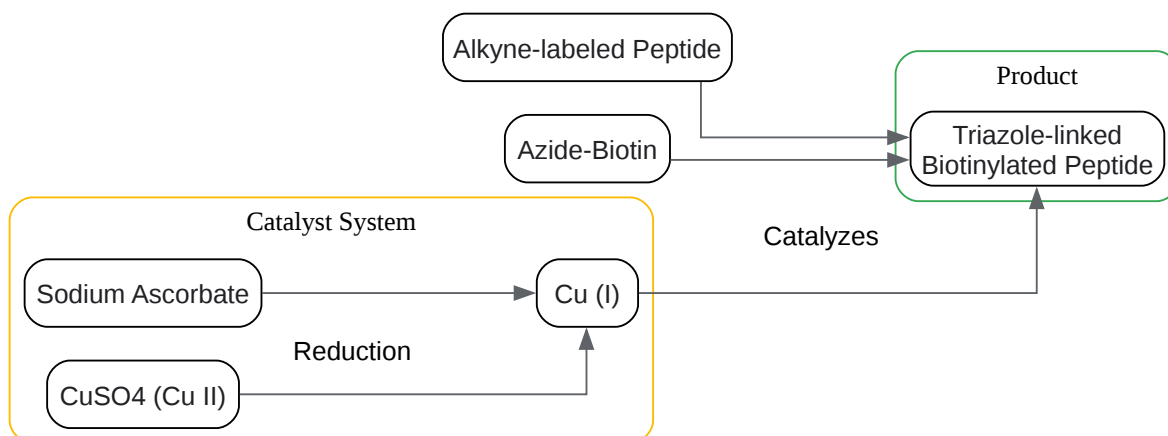 Alkyne-labeled Peptide
Product
Azide-Biotin
Triazole-linked
Biotinylated Peptide
Catalyst System
Catalyzes
Sodium Ascorbate
Cu (I)
Reduction
CuSO4 (Cu II)